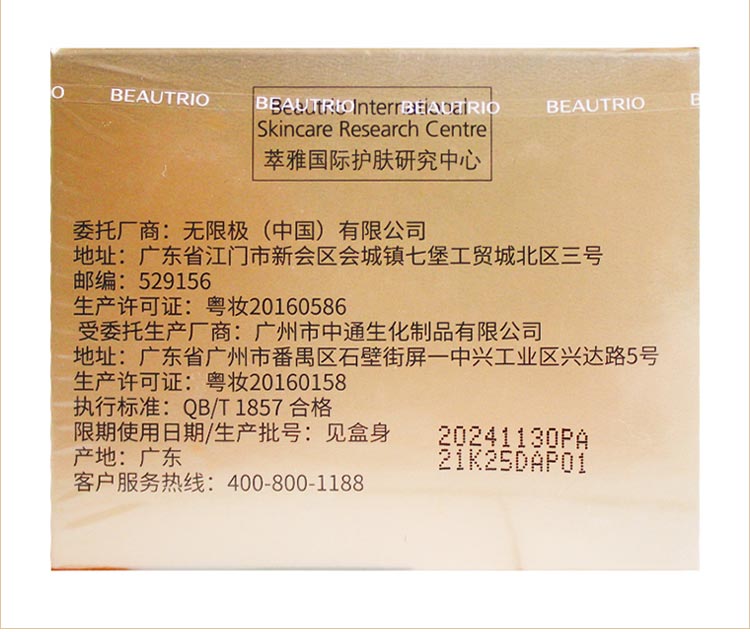 BEAUTRIO BEAUTRIO BEAUTRIO BEAUTRIO
Beautrio International
Skincare Research Centre
萃雅国际护肤研究中心
委托厂商：无限极（中国）有限公司
地址：广东省江门市新会区会城镇七堡工贸城北区三号
邮编：529156
生产许可证：粤妆20160586
受委托生产厂商：广州市中通生化制品有限公司
地址：广东省广州市番禺区石壁街屏一中兴工业区兴达路5号
生产许可证：粤妆20160158
执行标准：QB/T 1857 合格
限期使用日期/生产批号：见盒身
20241130PA
产地：广东
21K25DAP01
客户服务热线：400-800-1188